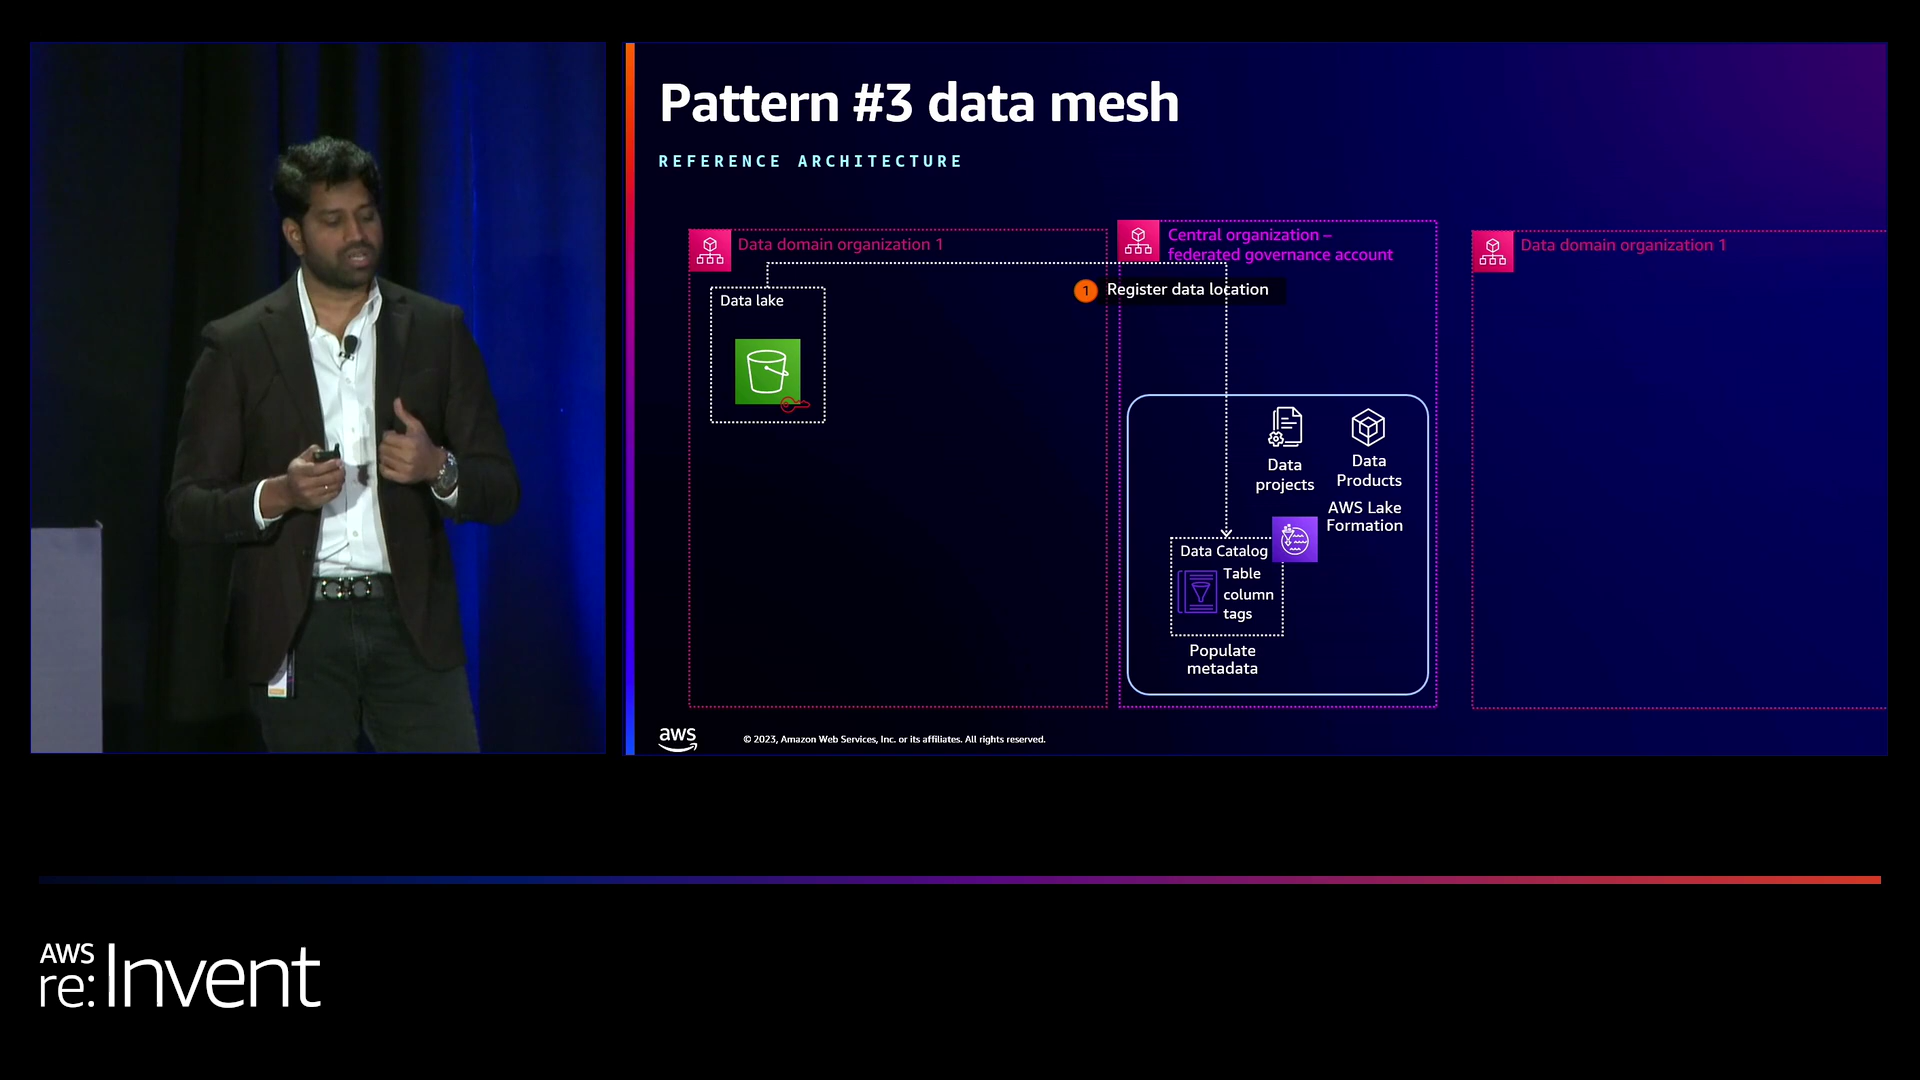 Pattern #3 data mesh
REFERENCE ARCHITECTURE
Data domain organization 1
Data lake
Central organization –
federated governance account
1 Register data location
Data
projects
Data
Products
AWS Lake
Formation
Data Catalog
Table
column
tags
Populate
metadata
Data domain organization 1
aws
© 2023, Amazon Web Services, Inc. or its affiliates. All rights reserved.
AWS
re:Invent